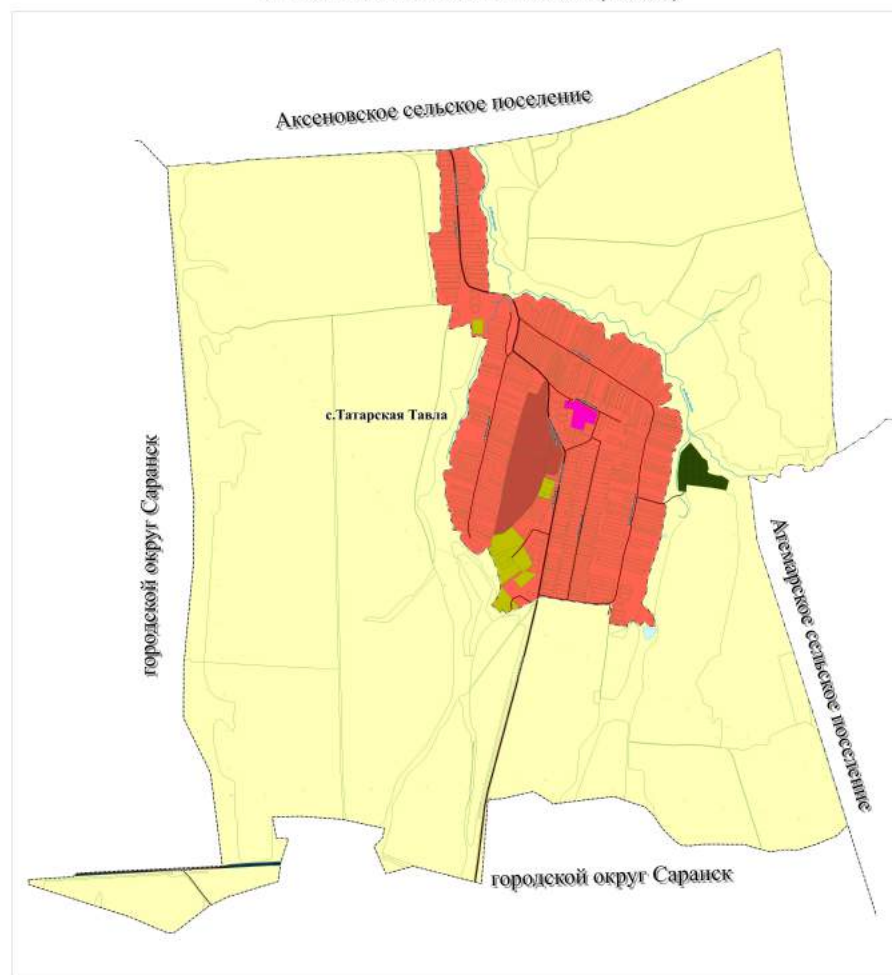 Аксеновское сельское поселение
с.Татарская Тавла
городской округ Саранск
Атемарское сельское поселение
городской округ Саранск